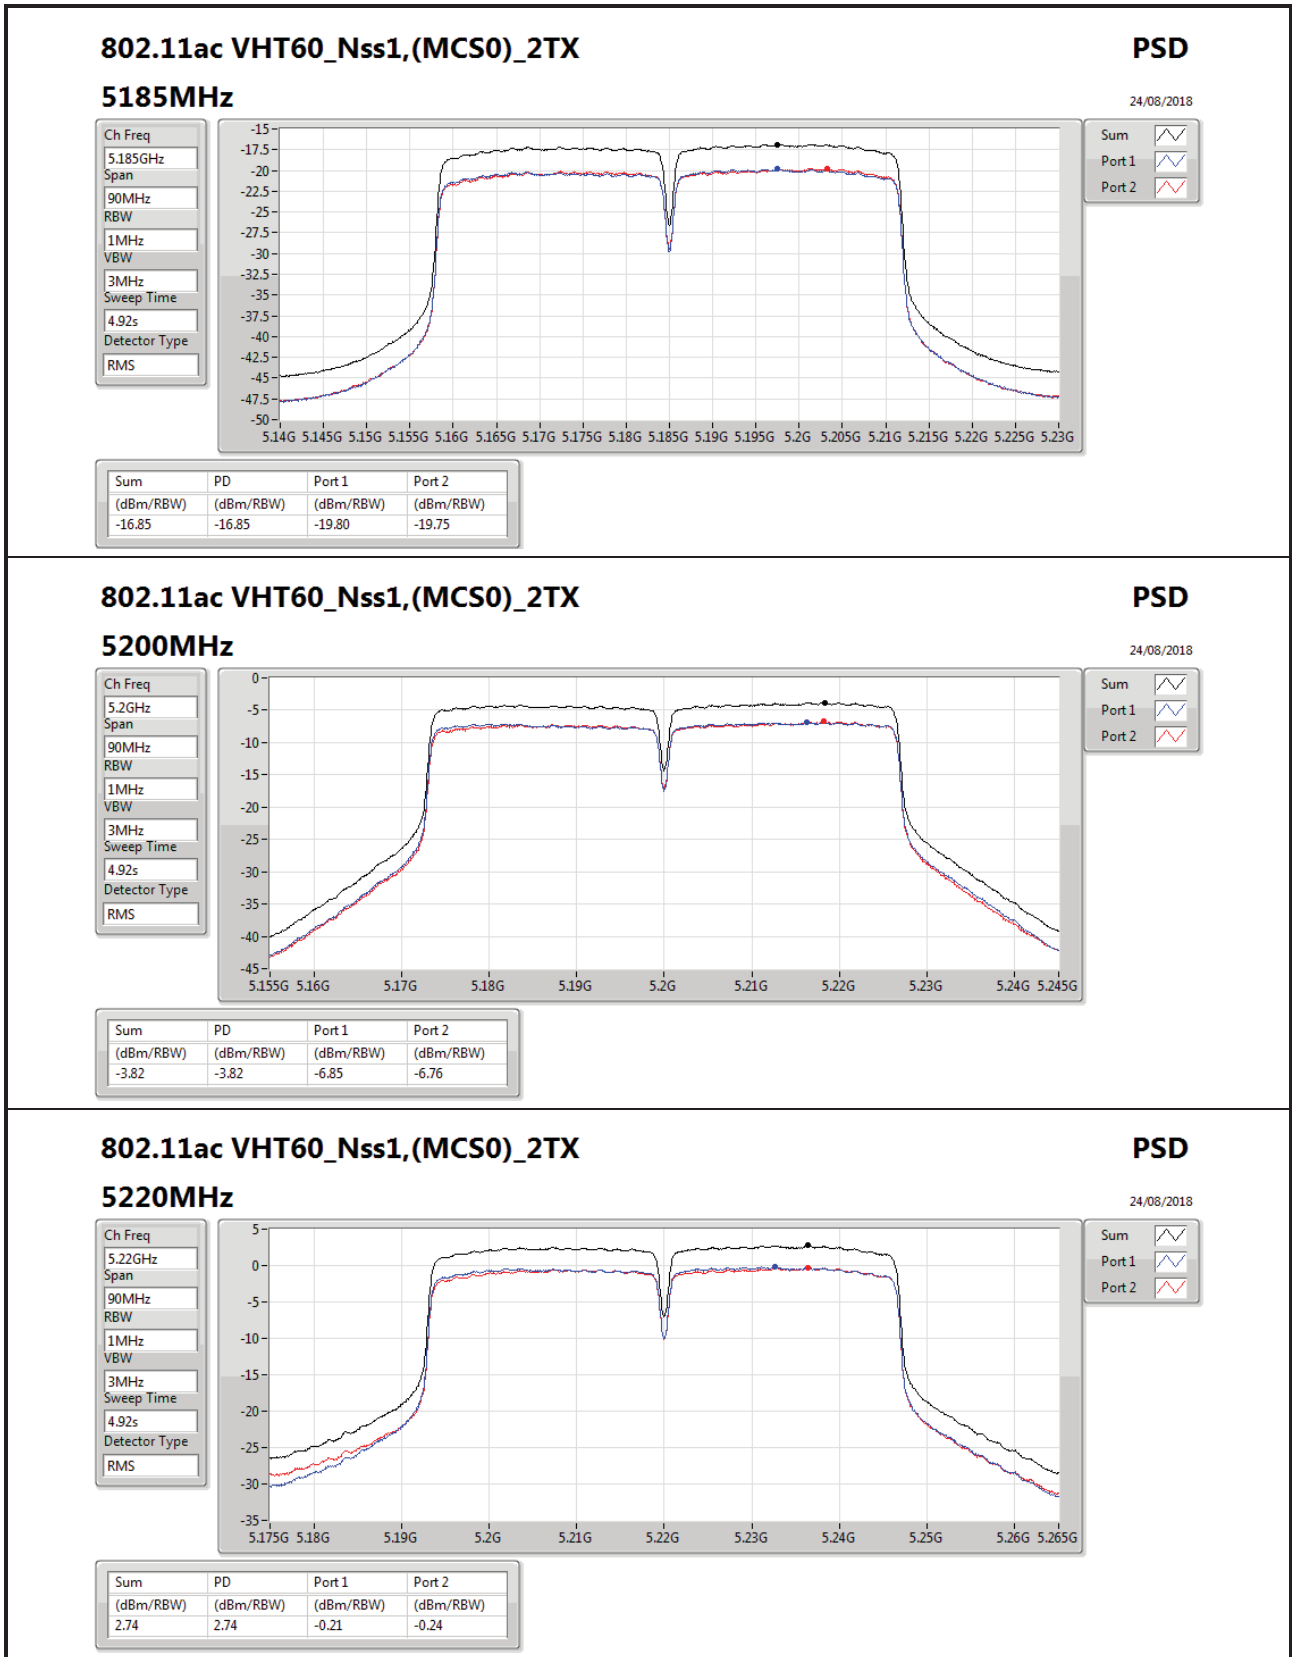 802.11ac VHT60_Nss1,(MCS0)_2TX PSD
5185MHz 24/08/2018
Ch Freq
5.185GHz
Span
90MHz
RBW
1MHz
VBW
3MHz
Sweep Time
4.92s
Detector Type
RMS
-15
-17.5
-20
-22.5
-25
-27.5
-30
-32.5
-35
-37.5
-40
-42.5
-45
-47.5
-50
5.14G 5.145G 5.15G 5.155G 5.16G 5.165G 5.17G 5.175G 5.18G 5.185G 5.19G 5.195G 5.2G 5.205G 5.21G 5.215G 5.22G 5.225G 5.23G
Sum
Port 1
Port 2
Sum PD Port 1 Port 2
(dBm/RBW) (dBm/RBW) (dBm/RBW) (dBm/RBW)
-16.85 -16.85 -19.80 -19.75
802.11ac VHT60_Nss1,(MCS0)_2TX PSD
5200MHz 24/08/2018
Ch Freq
5.2GHz
Span
90MHz
RBW
1MHz
VBW
3MHz
Sweep Time
4.92s
Detector Type
RMS
0
-5
-10
-15
-20
-25
-30
-35
-40
-45
5.155G 5.16G 5.17G 5.18G 5.19G 5.2G 5.21G 5.22G 5.23G 5.24G 5.245G
Sum
Port 1
Port 2
Sum PD Port 1 Port 2
(dBm/RBW) (dBm/RBW) (dBm/RBW) (dBm/RBW)
-3.82 -3.82 -6.85 -6.76
802.11ac VHT60_Nss1,(MCS0)_2TX PSD
5220MHz 24/08/2018
Ch Freq
5.22GHz
Span
90MHz
RBW
1MHz
VBW
3MHz
Sweep Time
4.92s
Detector Type
RMS
5
0
-5
-10
-15
-20
-25
-30
-35
5.175G 5.18G 5.19G 5.2G 5.21G 5.22G 5.23G 5.24G 5.25G 5.26G 5.265G
Sum
Port 1
Port 2
Sum PD Port 1 Port 2
(dBm/RBW) (dBm/RBW) (dBm/RBW) (dBm/RBW)
2.74 2.74 -0.21 -0.24